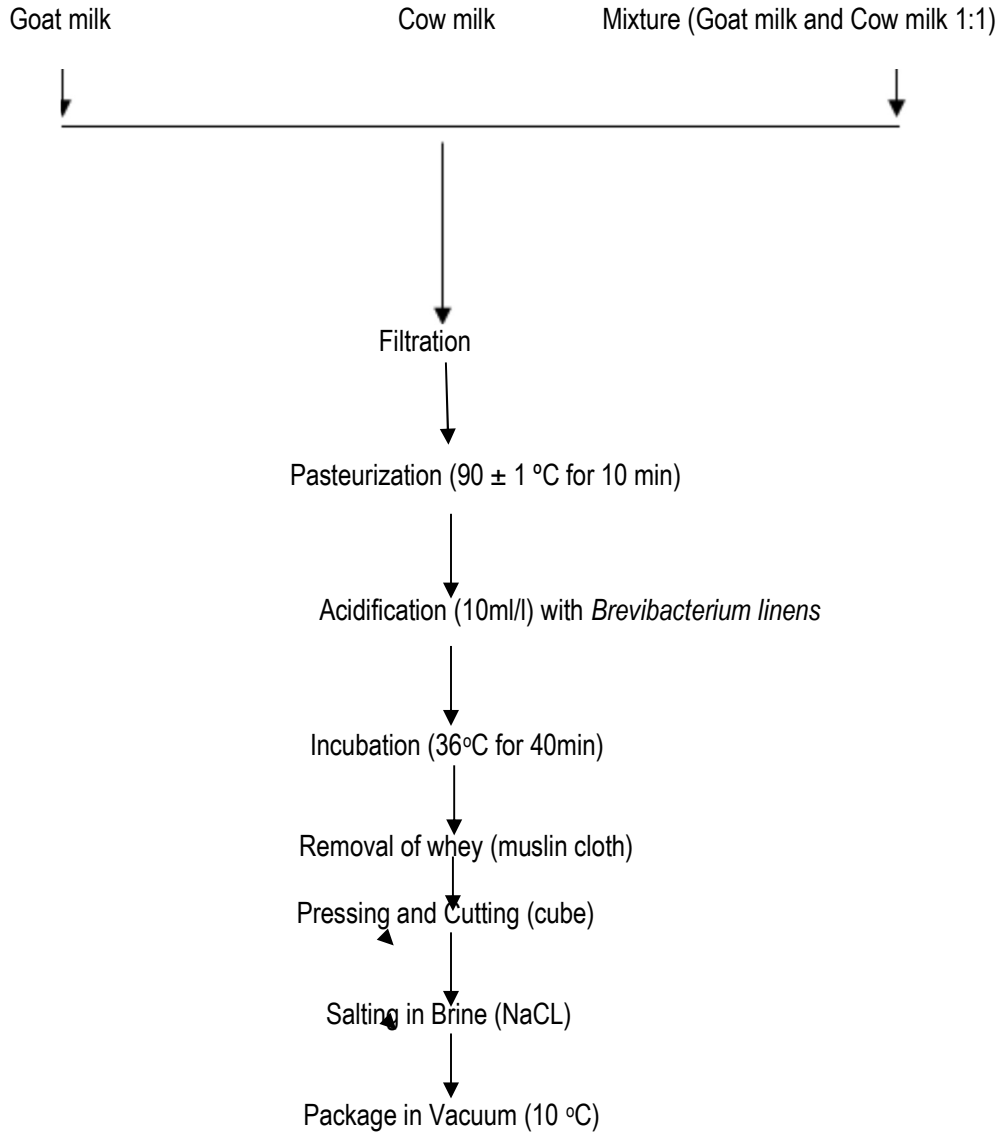 Goat milk Cow milk Mixture (Goat milk and Cow milk 1:1)
Filtration
Pasteurization (90 ± 1 ºC for 10 min)
Acidification (10ml/l) with Brevibacterium linens
Incubation (36oC for 40min)
Removal of whey (muslin cloth)
Pressing and Cutting (cube)
Salting in Brine (NaCL)
Package in Vacuum (10 oC)